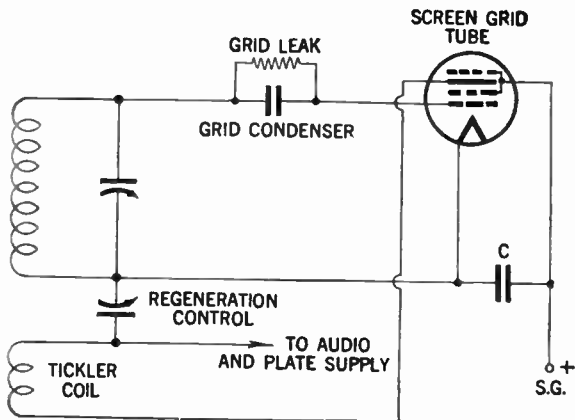 SCREEN GRID
TUBE
GRID LEAK
GRID CONDENSER
C
REGENERATION
CONTROL
TO AUDIO
AND PLATE SUPPLY
TICKLER
COIL
+
S.G.